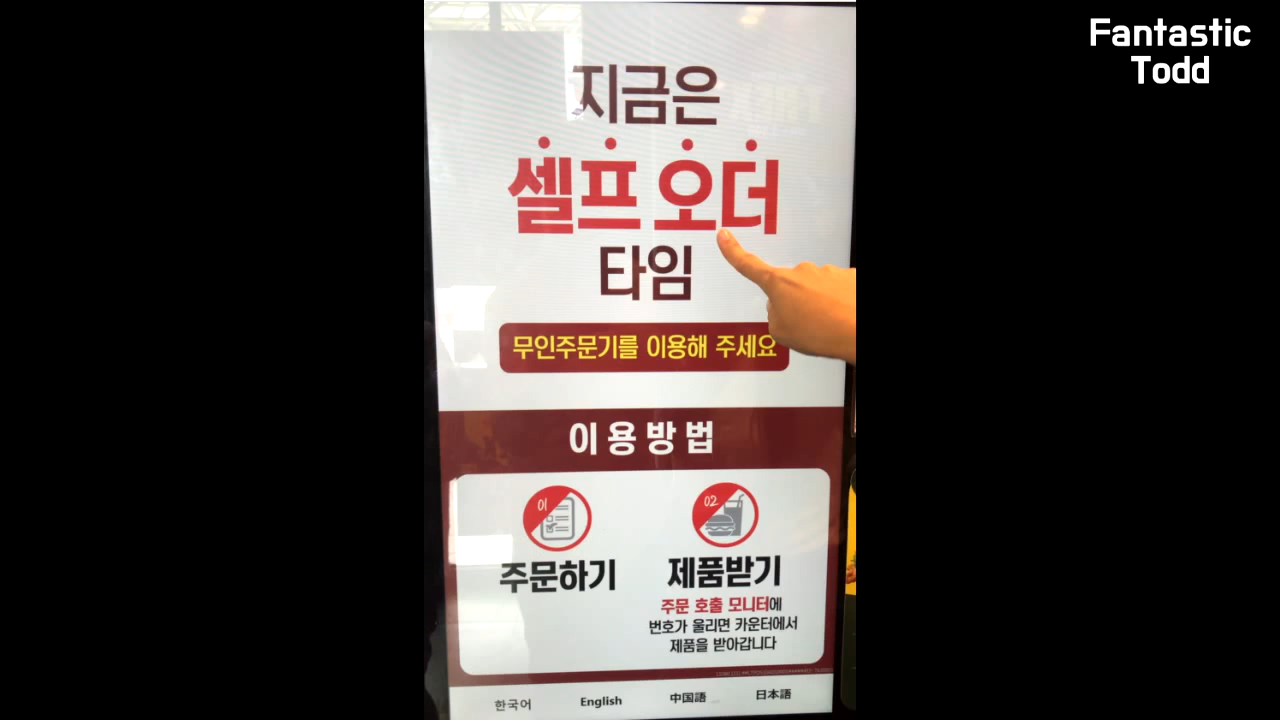 Fantastic
Todd
지금은
셀프 오더
타임
무인주문기를 이용해 주세요
이용방법
01
02
주문하기
제품받기
주문 호출 모니터에
번호가 울리면 카운터에서
제품을 받아갑니다
한국어
English
中国語
日本語